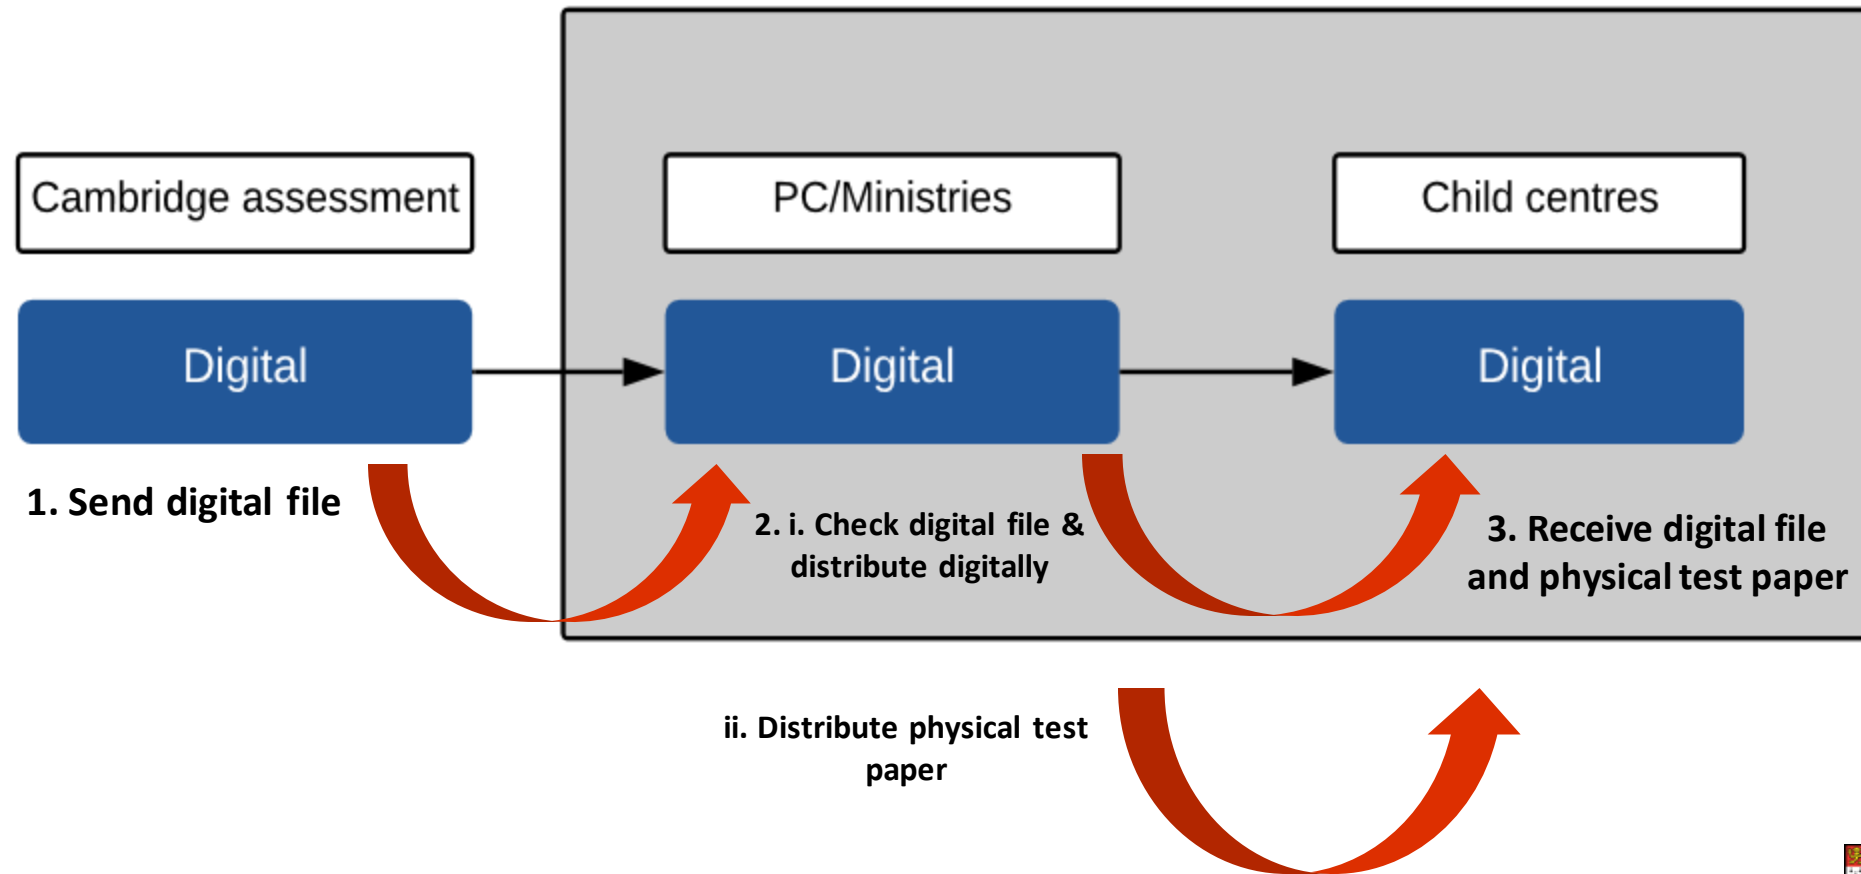 Cambridge assessment
PC/Ministries
Child centres
Digital
Digital
Digital
1. Send digital file
2. i. Check digital file &
distribute digitally
3. Receive digital file
and physical test paper
ii. Distribute physical test
paper